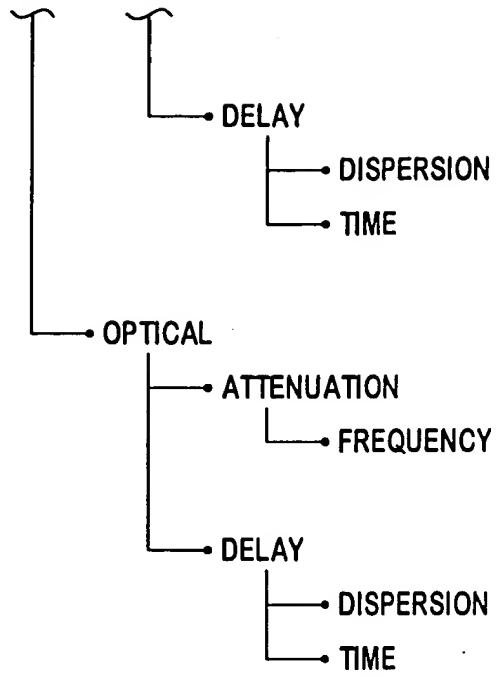 DELAY
DISPERSION
TIME
OPTICAL
ATTENUATION
FREQUENCY
DELAY
DISPERSION
TIME